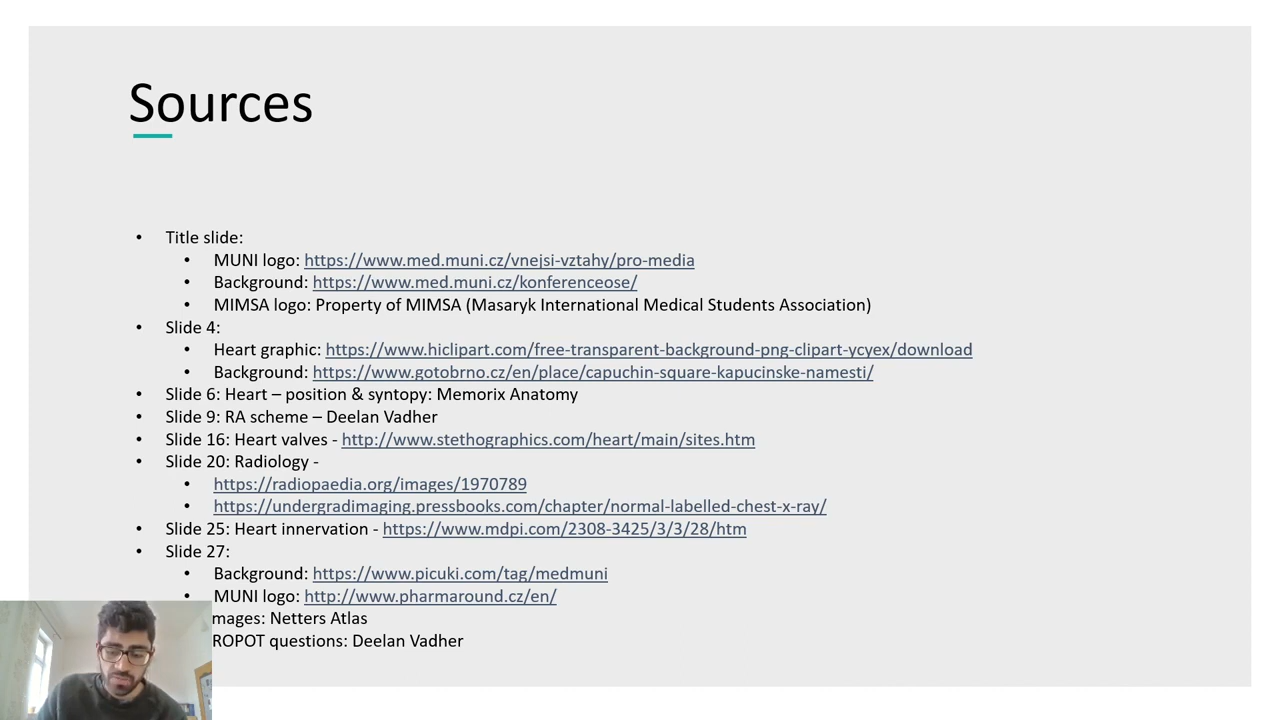 Sources
• Title slide:
• MUNI logo: https://www.med.muni.cz/vnejsi-vztahy/pro-media
• Background: https://www.med.muni.cz/konferenceose/
• MIMSA logo: Property of MIMSA (Masaryk International Medical Students Association)
• Slide 4:
• Heart graphic: https://www.hiclipart.com/free-transparent-background-png-clipart-ycyex/download
• Background: https://www.gotobrno.cz/en/place/capuchin-square-kapucinske-namesti/
• Slide 6: Heart – position & syntopy: Memorix Anatomy
• Slide 9: RA scheme – Deelan Vadher
• Slide 16: Heart valves - http://www.stethographics.com/heart/main/sites.htm
• Slide 20: Radiology -
• https://radiopaedia.org/images/1970789
• https://undergradimaging.pressbooks.com/chapter/normal-labelled-chest-x-ray/
• Slide 25: Heart innervation - https://www.mdpi.com/2308-3425/3/3/28/htm
• Slide 27:
• Background: https://www.picuki.com/tag/medmuni
• MUNI logo: http://www.pharmaround.cz/en/
mages: Netters Atlas
ROPOT questions: Deelan Vadher